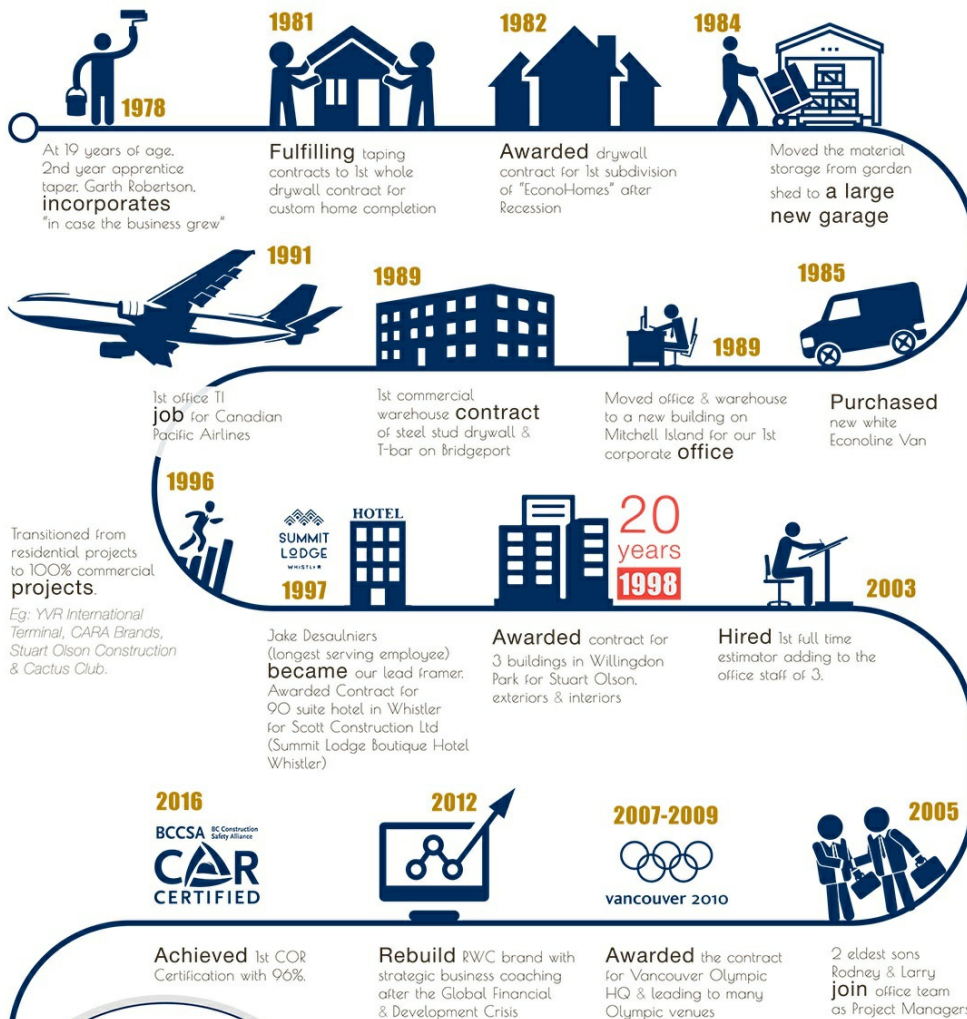 1978
At 19 years of age,
2nd year apprentice
taper, Garth Robertson,
incorporates
"in case the business grew"
1981
Fulfilling taping
contracts to 1st whole
drywall contract for
custom home completion
1982
Awarded drywall
contract for 1st subdivision
of "EconoHomes" after
Recession
1984
Moved the material
storage from garden
shed to a large
new garage
1985
Purchased
new white
Econoline Van
1989
Moved office & warehouse
to a new building on
Mitchell Island for our 1st
corporate office
1989
1st commercial
warehouse contract
of steel stud drywall &
T-bar on Bridgeport
1991
1st office TI
job for Canadian
Pacific Airlines
1996
Transitioned from
residential projects
to 100% commercial
projects.
Eg: YVR International
Terminal, CARA Brands,
Stuart Olson Construction
& Cactus Club.
SUMMIT
LODGE
WHISTLER
HOTEL
1997
Jake Desaulniers
(longest serving employee)
became our lead framer.
Awarded Contract for
90 suite hotel in Whistler
for Scott Construction Ltd
(Summit Lodge Boutique Hotel
Whistler)
20
years
1998
Awarded contract for
3 buildings in Willingdon
Park for Stuart Olson,
exteriors & interiors
2003
Hired 1st full time
estimator adding to the
office staff of 3.
2005
2 eldest sons
Rodney & Larry
join office team
as Project Managers
2007-2009
vancouver 2010
Awarded the contract
for Vancouver Olympic
HQ & leading to many
Olympic venues
2012
Rebuild RWC brand with
strategic business coaching
after the Global Financial
& Development Crisis
2016
BCCSA BC Construction
Safety Alliance
COR
CERTIFIED
Achieved 1st COR
Certification with 96%.